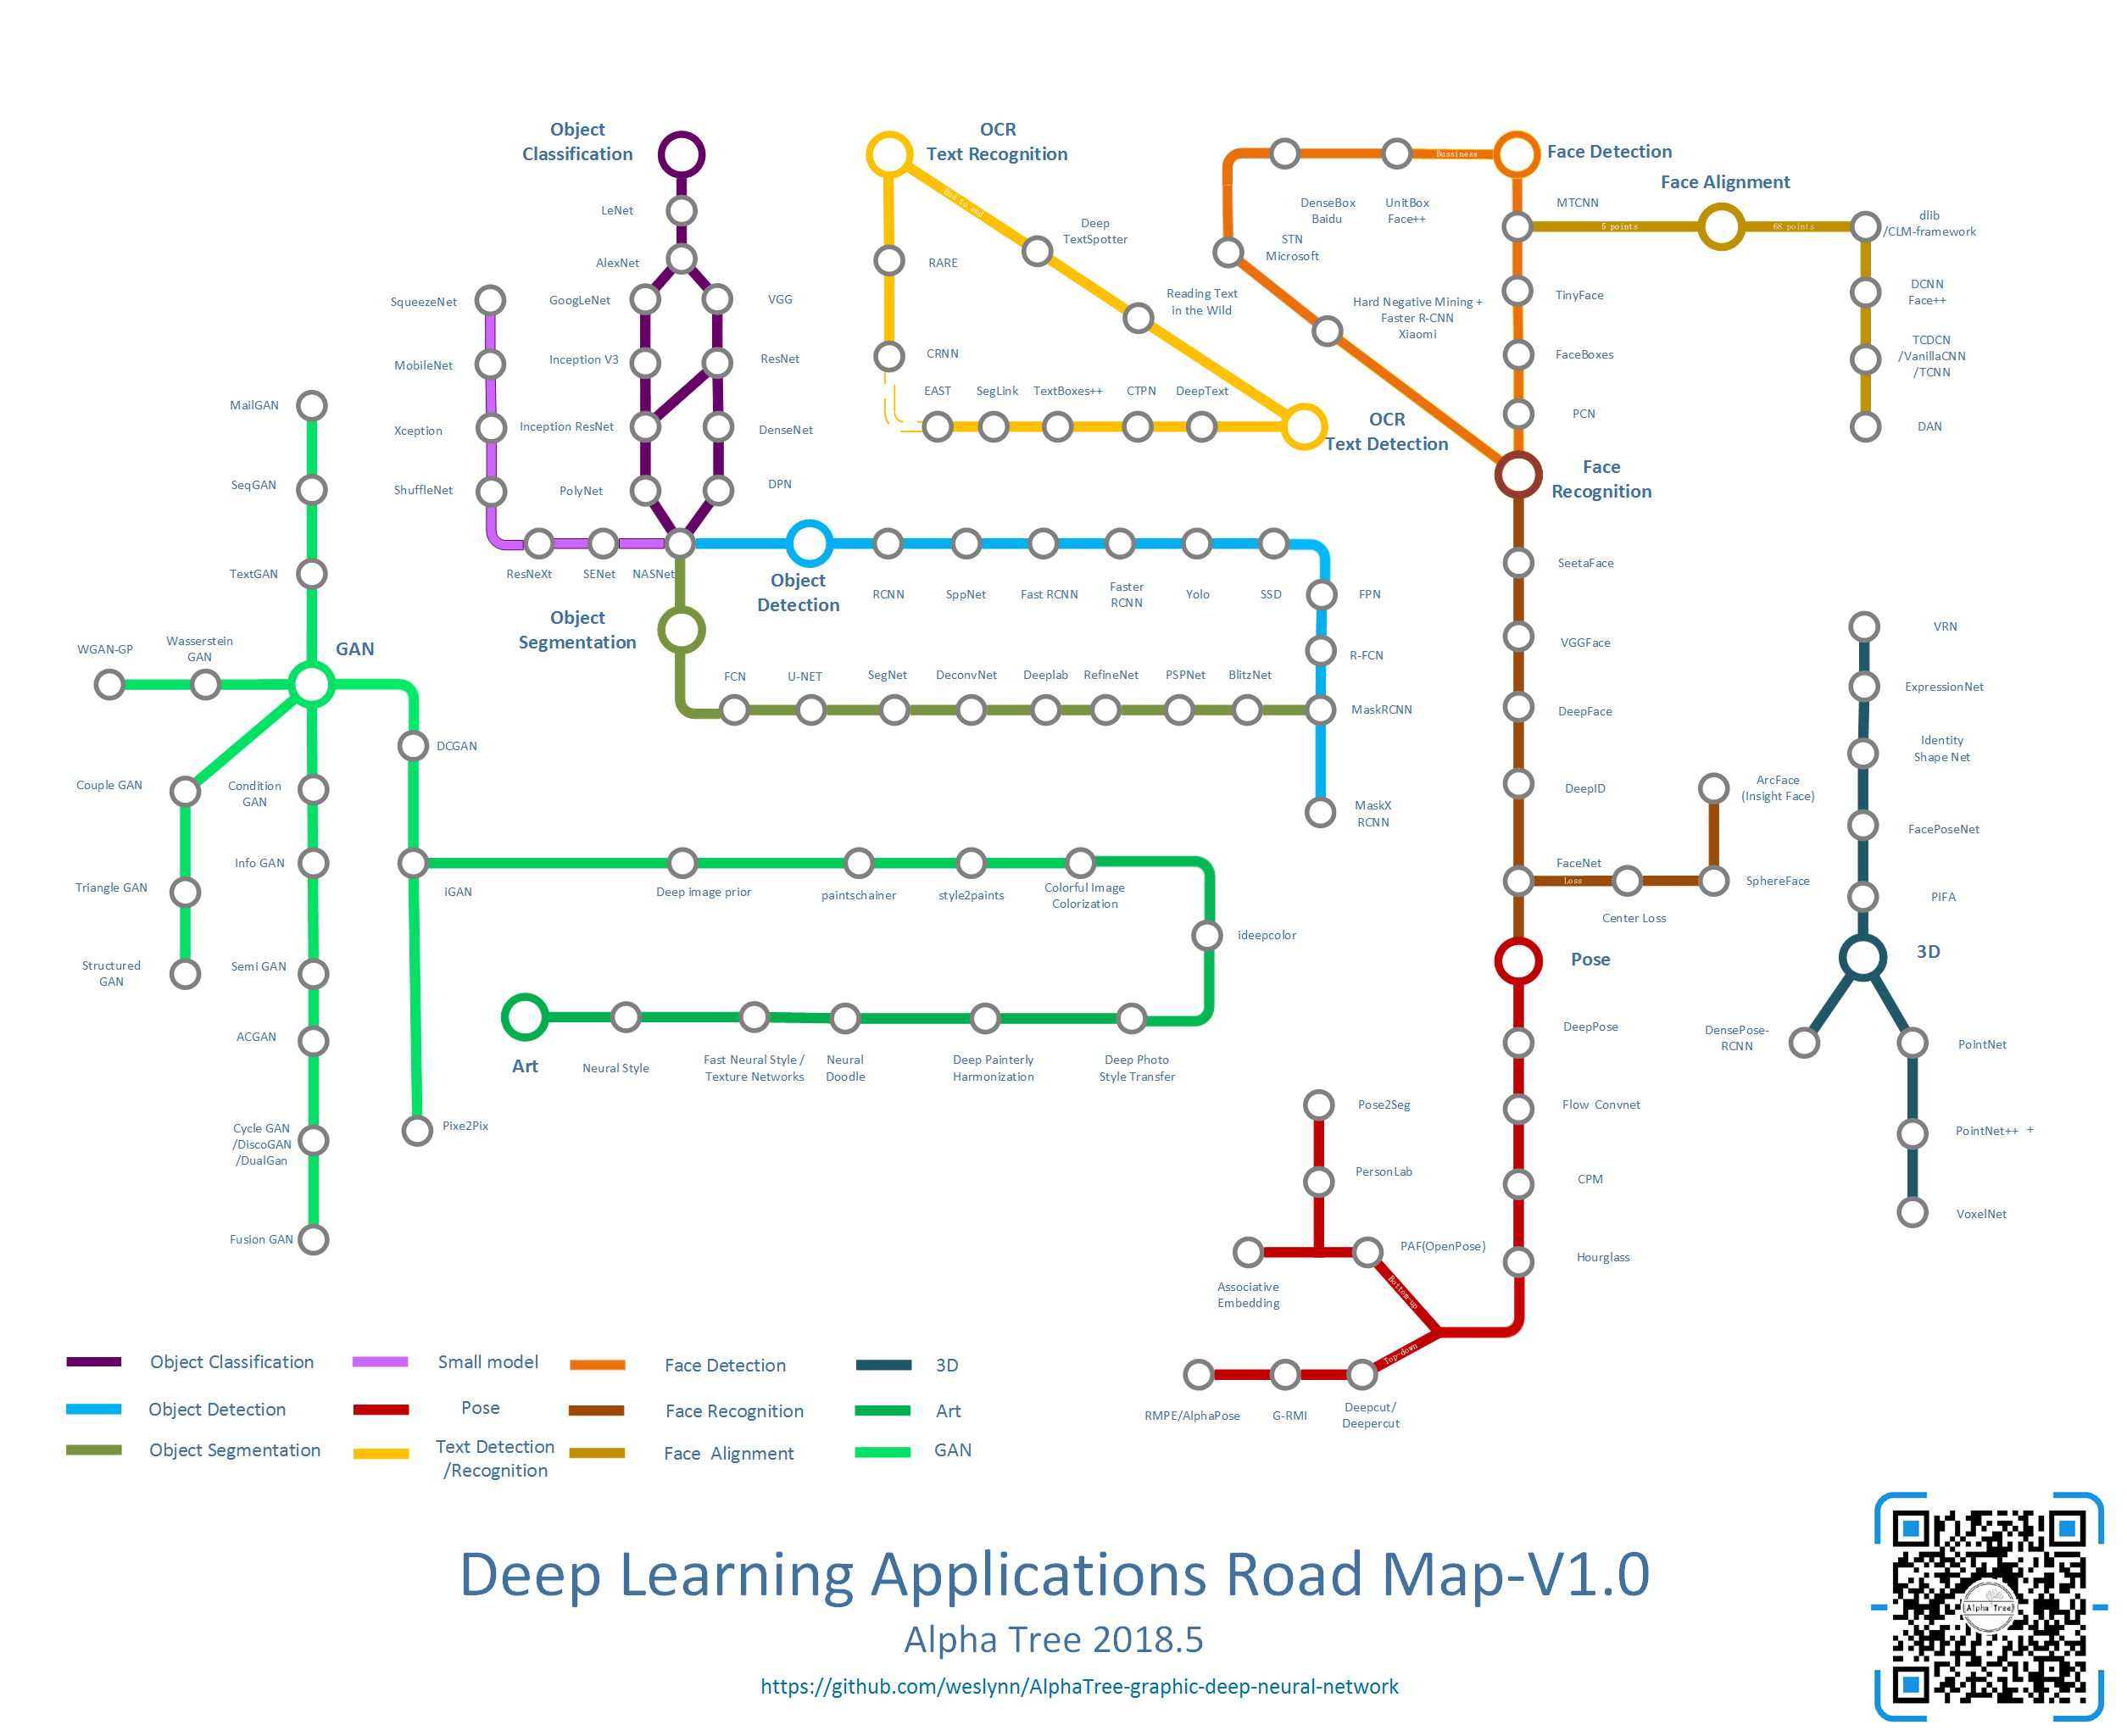 Object
Classification
LeNet
AlexNet
GoogLeNet
VGG
Inception V3
ResNet
Inception ResNet
DenseNet
PolyNet
DPN
SqueezeNet
MobileNet
Xception
ShuffleNet
ResNeXt
SENet
NASNet
OCR
Text Recognition
End to end
Deep
TextSpotter
RARE
Reading Text
in the Wild
CRNN
EAST
SegLink
TextBoxes++
CTPN
DeepText
OCR
Text Detection
Face Detection
Bussiness
DenseBox
Baidu
UnitBox
Face++
STN
Microsoft
Hard Negative Mining +
Faster R-CNN
Xiaomi
MTCNN
TinyFace
FaceBoxes
PCN
Face Alignment
5 points
68 points
dlib
/CLM-framework
DCNN
Face++
TCDCN
/VanillaCNN
/TCNN
DAN
Face
Recognition
SeetaFace
VGGFace
DeepFace
DeepID
FaceNet
Loss
Center Loss
SphereFace
ArcFace
(Insight Face)
Object
Detection
RCNN
SppNet
Fast RCNN
Faster
RCNN
Yolo
SSD
FPN
R-FCN
MaskRCNN
MaskX
RCNN
Object
Segmentation
FCN
U-NET
SegNet
DeconvNet
Deeplab
RefineNet
PSPNet
BlitzNet
MailGAN
SeqGAN
TextGAN
GAN
WGAN-GP
Wasserstein
GAN
Couple GAN
Triangle GAN
Structured
GAN
Condition
GAN
Info GAN
Semi GAN
ACGAN
Cycle GAN
/DiscoGAN
/DualGan
Fusion GAN
DCGAN
iGAN
Pixe2Pix
Deep image prior
paintschainer
style2paints
Colorful Image
Colorization
ideepcolor
Art
Neural Style
Fast Neural Style /
Texture Networks
Neural
Doodle
Deep Painterly
Harmonization
Deep Photo
Style Transfer
Pose
DeepPose
Flow Convnet
CPM
Hourglass
Pose2Seg
PersonLab
PAF(OpenPose)
Associative
Embedding
Bottom-up
Top-down
RMPE/AlphaPose
G-RMI
Deepcut/
Deepercut
VRN
ExpressionNet
Identity
Shape Net
FacePoseNet
PIFA
3D
DensePose-
RCNN
PointNet
PointNet++ +
VoxelNet
Object Classification
Small model
Face Detection
3D
Object Detection
Pose
Face Recognition
Art
Object Segmentation
Text Detection
/Recognition
Face Alignment
GAN
Deep Learning Applications Road Map-V1.0
Alpha Tree 2018.5
https://github.com/weslynn/AlphaTree-graphic-deep-neural-network
Alpha Tree